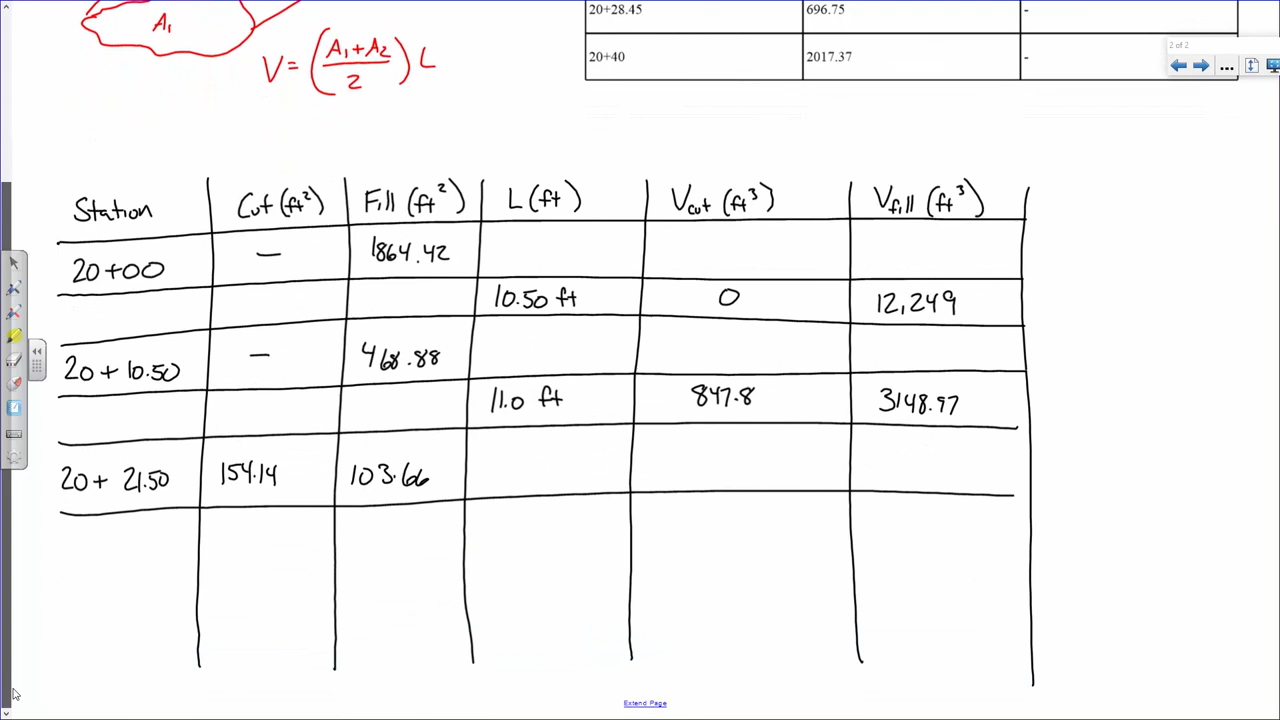 20+28.45 696.75 -
20+40 2017.37 -
2 of 2
A₁
V = (A₁+A₂ / 2) L
Station Cut (ft²) Fill (ft²) L (ft) Vcut (ft³) Vfill (ft³)
20+00 — 1864.42
10.50 ft 0 12,249
20+10.50 — 468.88
11.0 ft 847.8 3148.97
20+21.50 154.14 103.66
Extend Page